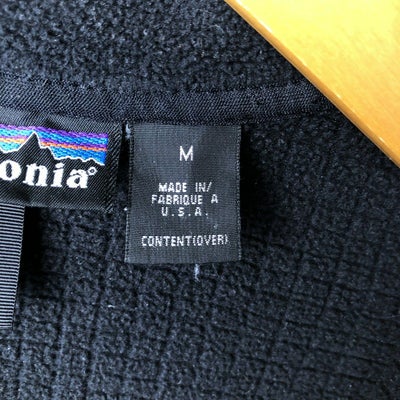 onia®
M
MADE IN/
FABRIQUE A
U.S.A.
CONTENT(OVER)